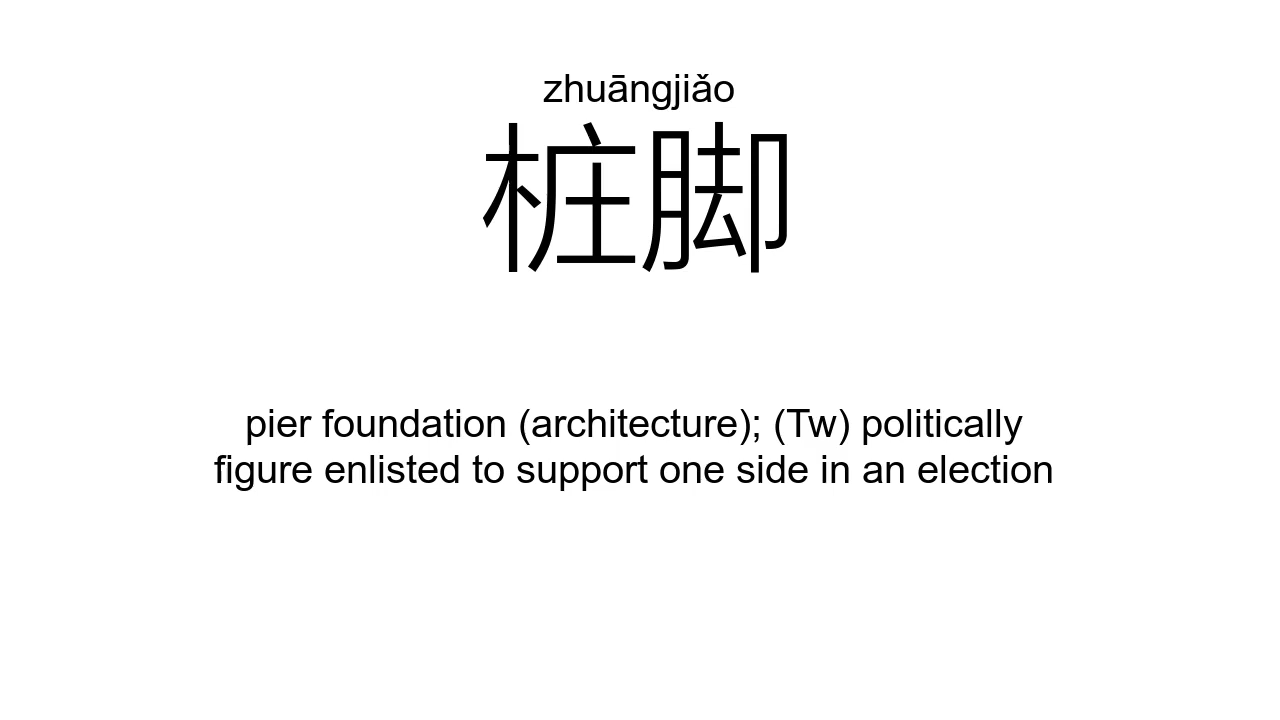 zhuāngjiǎo
桩脚
pier foundation (architecture); (Tw) politically
figure enlisted to support one side in an election